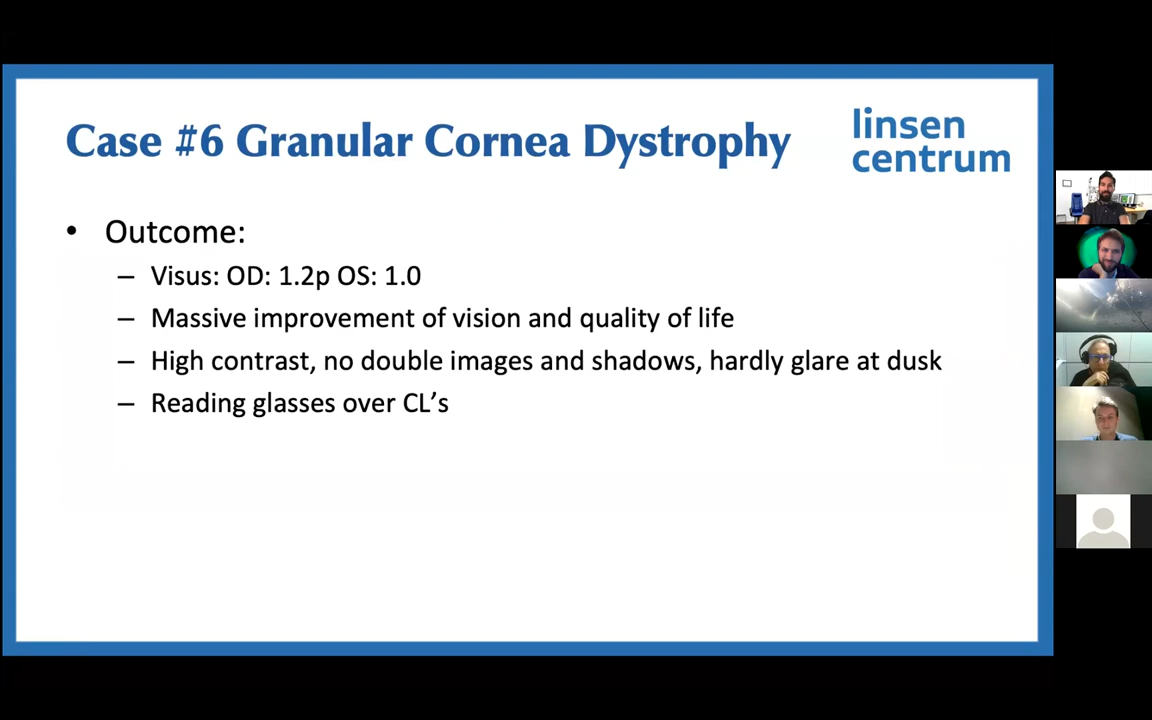 Case #6 Granular Cornea Dystrophy
linsen
centrum
• Outcome:
– Visus: OD: 1.2p OS: 1.0
– Massive improvement of vision and quality of life
– High contrast, no double images and shadows, hardly glare at dusk
– Reading glasses over CL’s